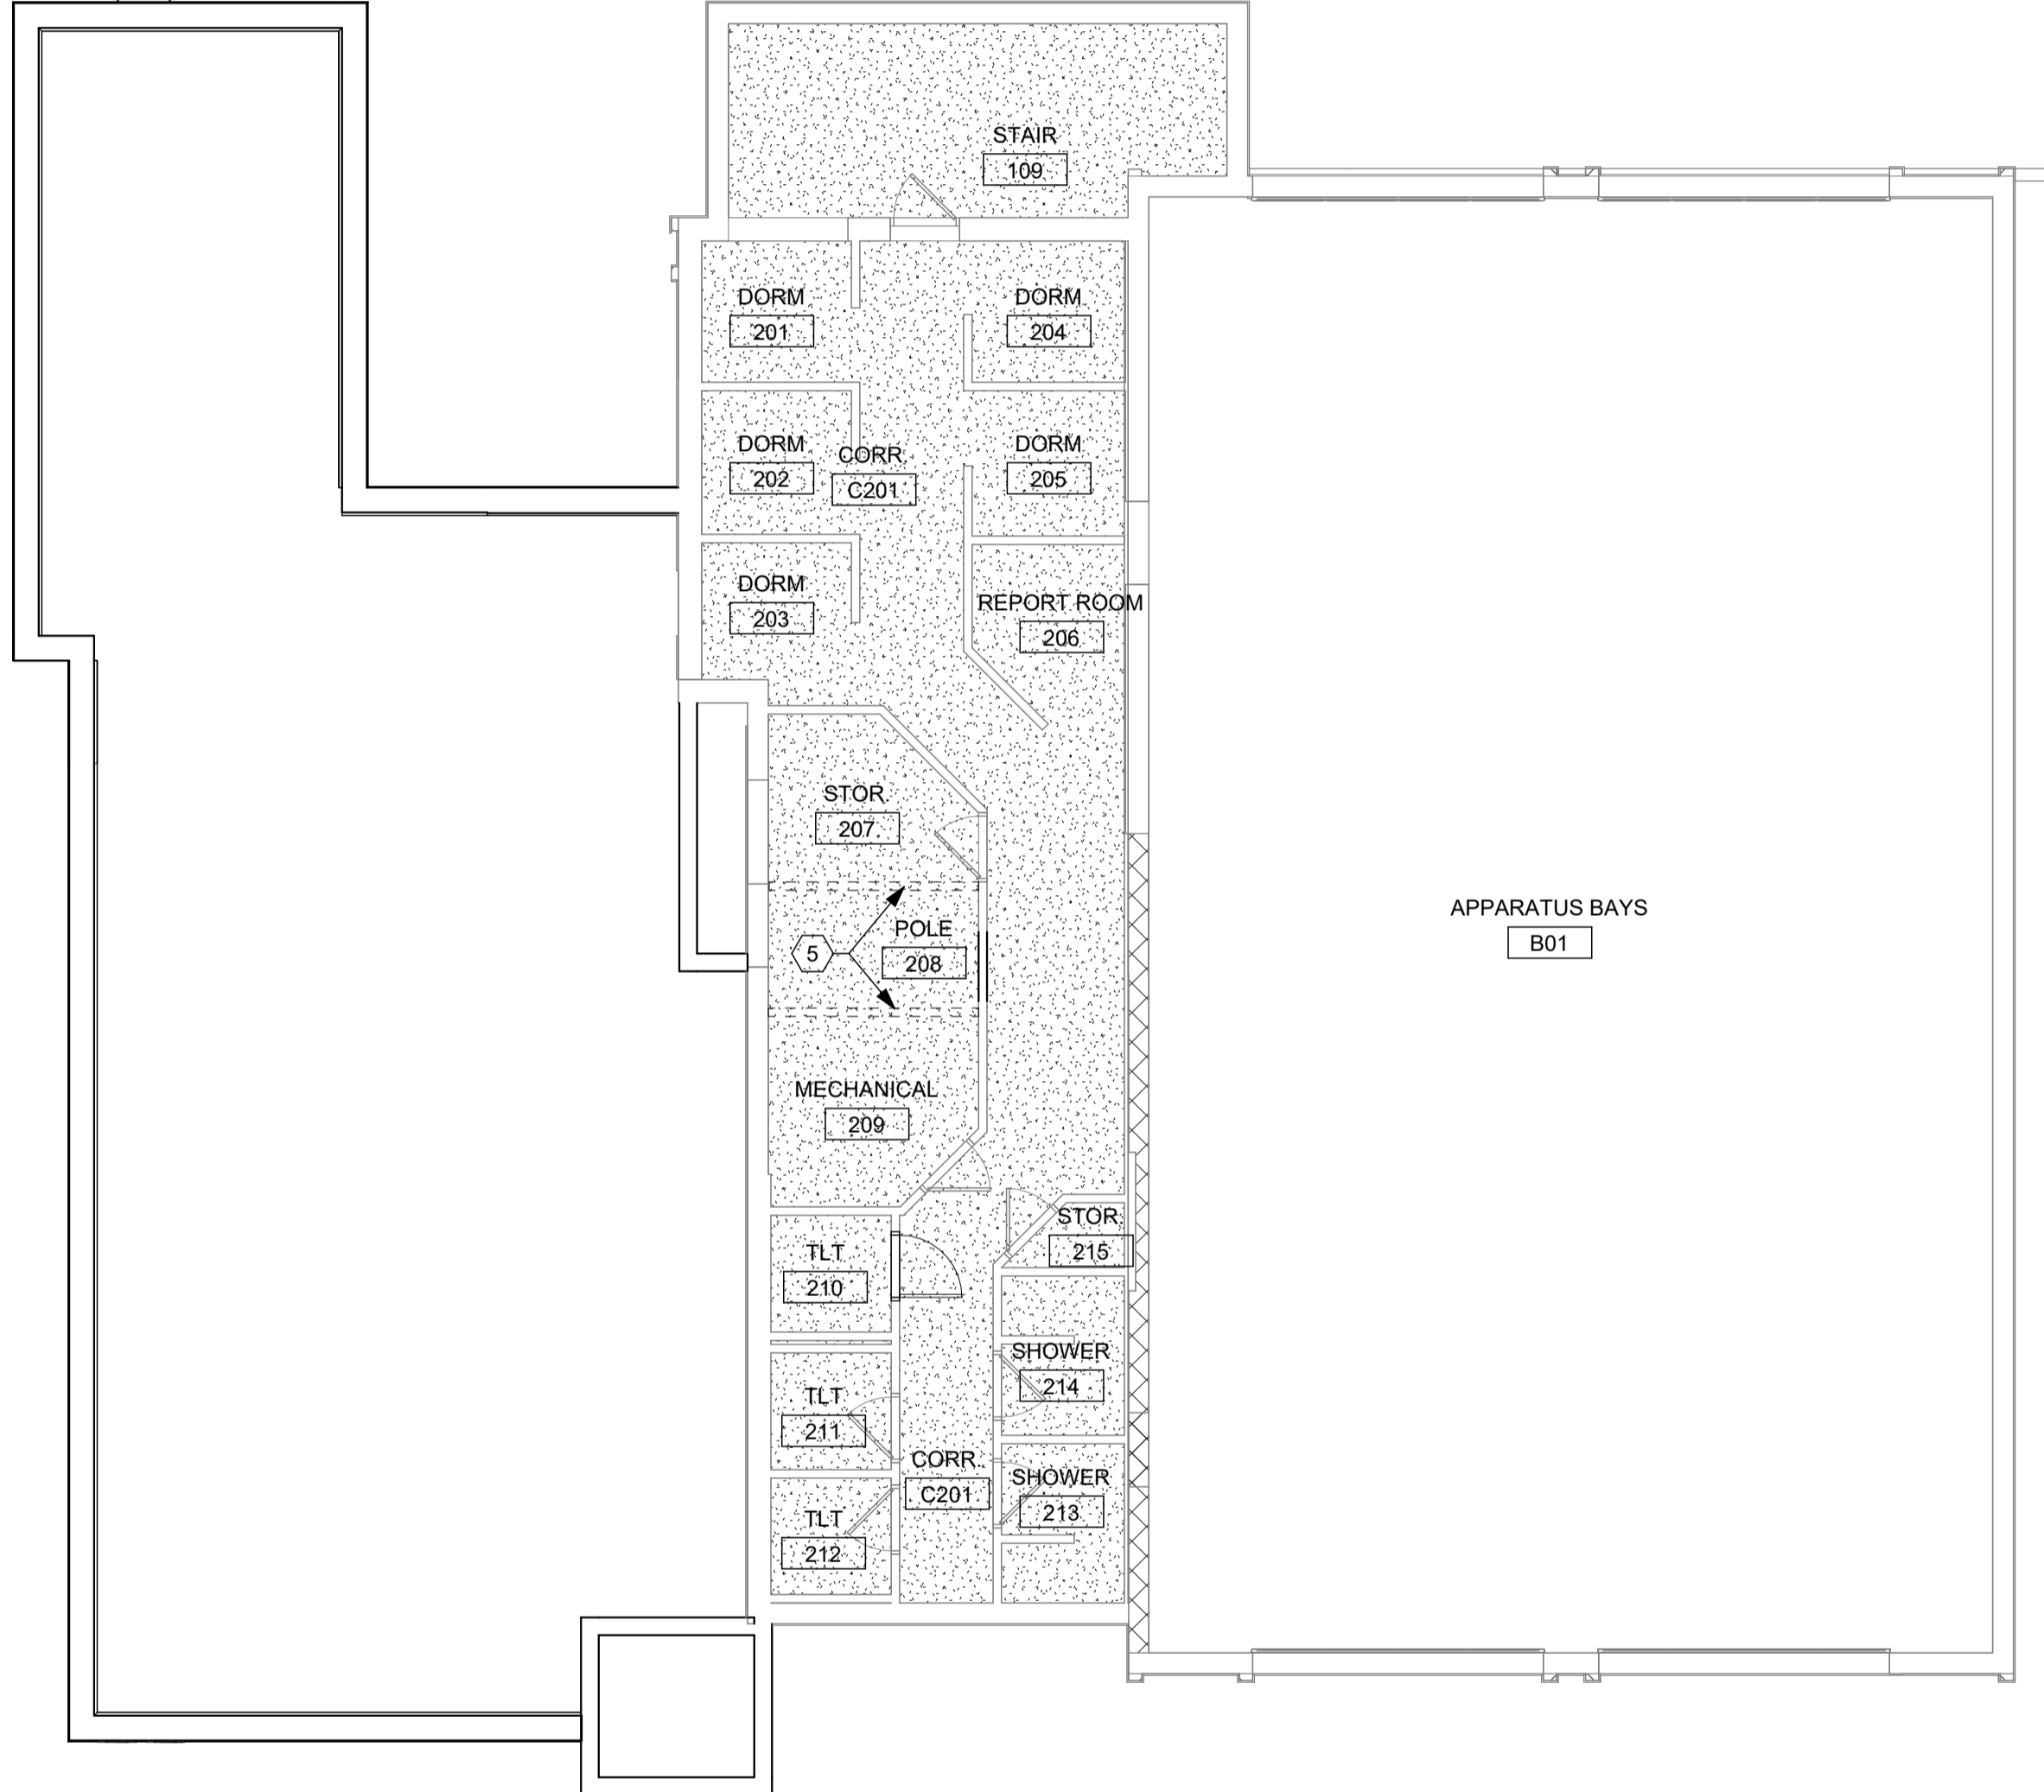 STAIR
109
DORM
201
DORM
204
DORM
202
CORR.
C201
DORM
205
DORM
203
REPORT ROOM
206
STOR.
207
5
POLE
208
APPARATUS BAYS
B01
MECHANICAL
209
STOR.
215
TLT
210
SHOWER
214
TLT
211
CORR.
C201
SHOWER
213
TLT
212